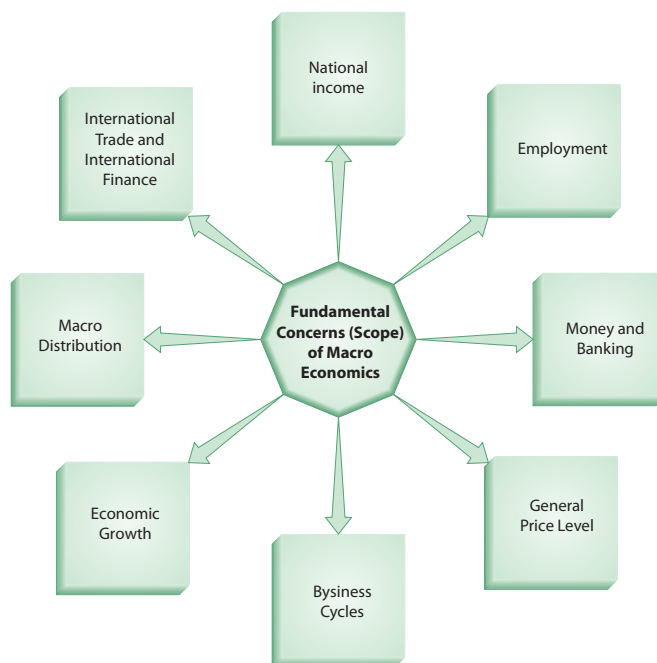 National
income
International
Trade and
International
Finance
Employment
Fundamental
Concerns (Scope)
of Macro
Economics
Macro
Distribution
Money and
Banking
Economic
Growth
General
Price Level
Bysiness
Cycles